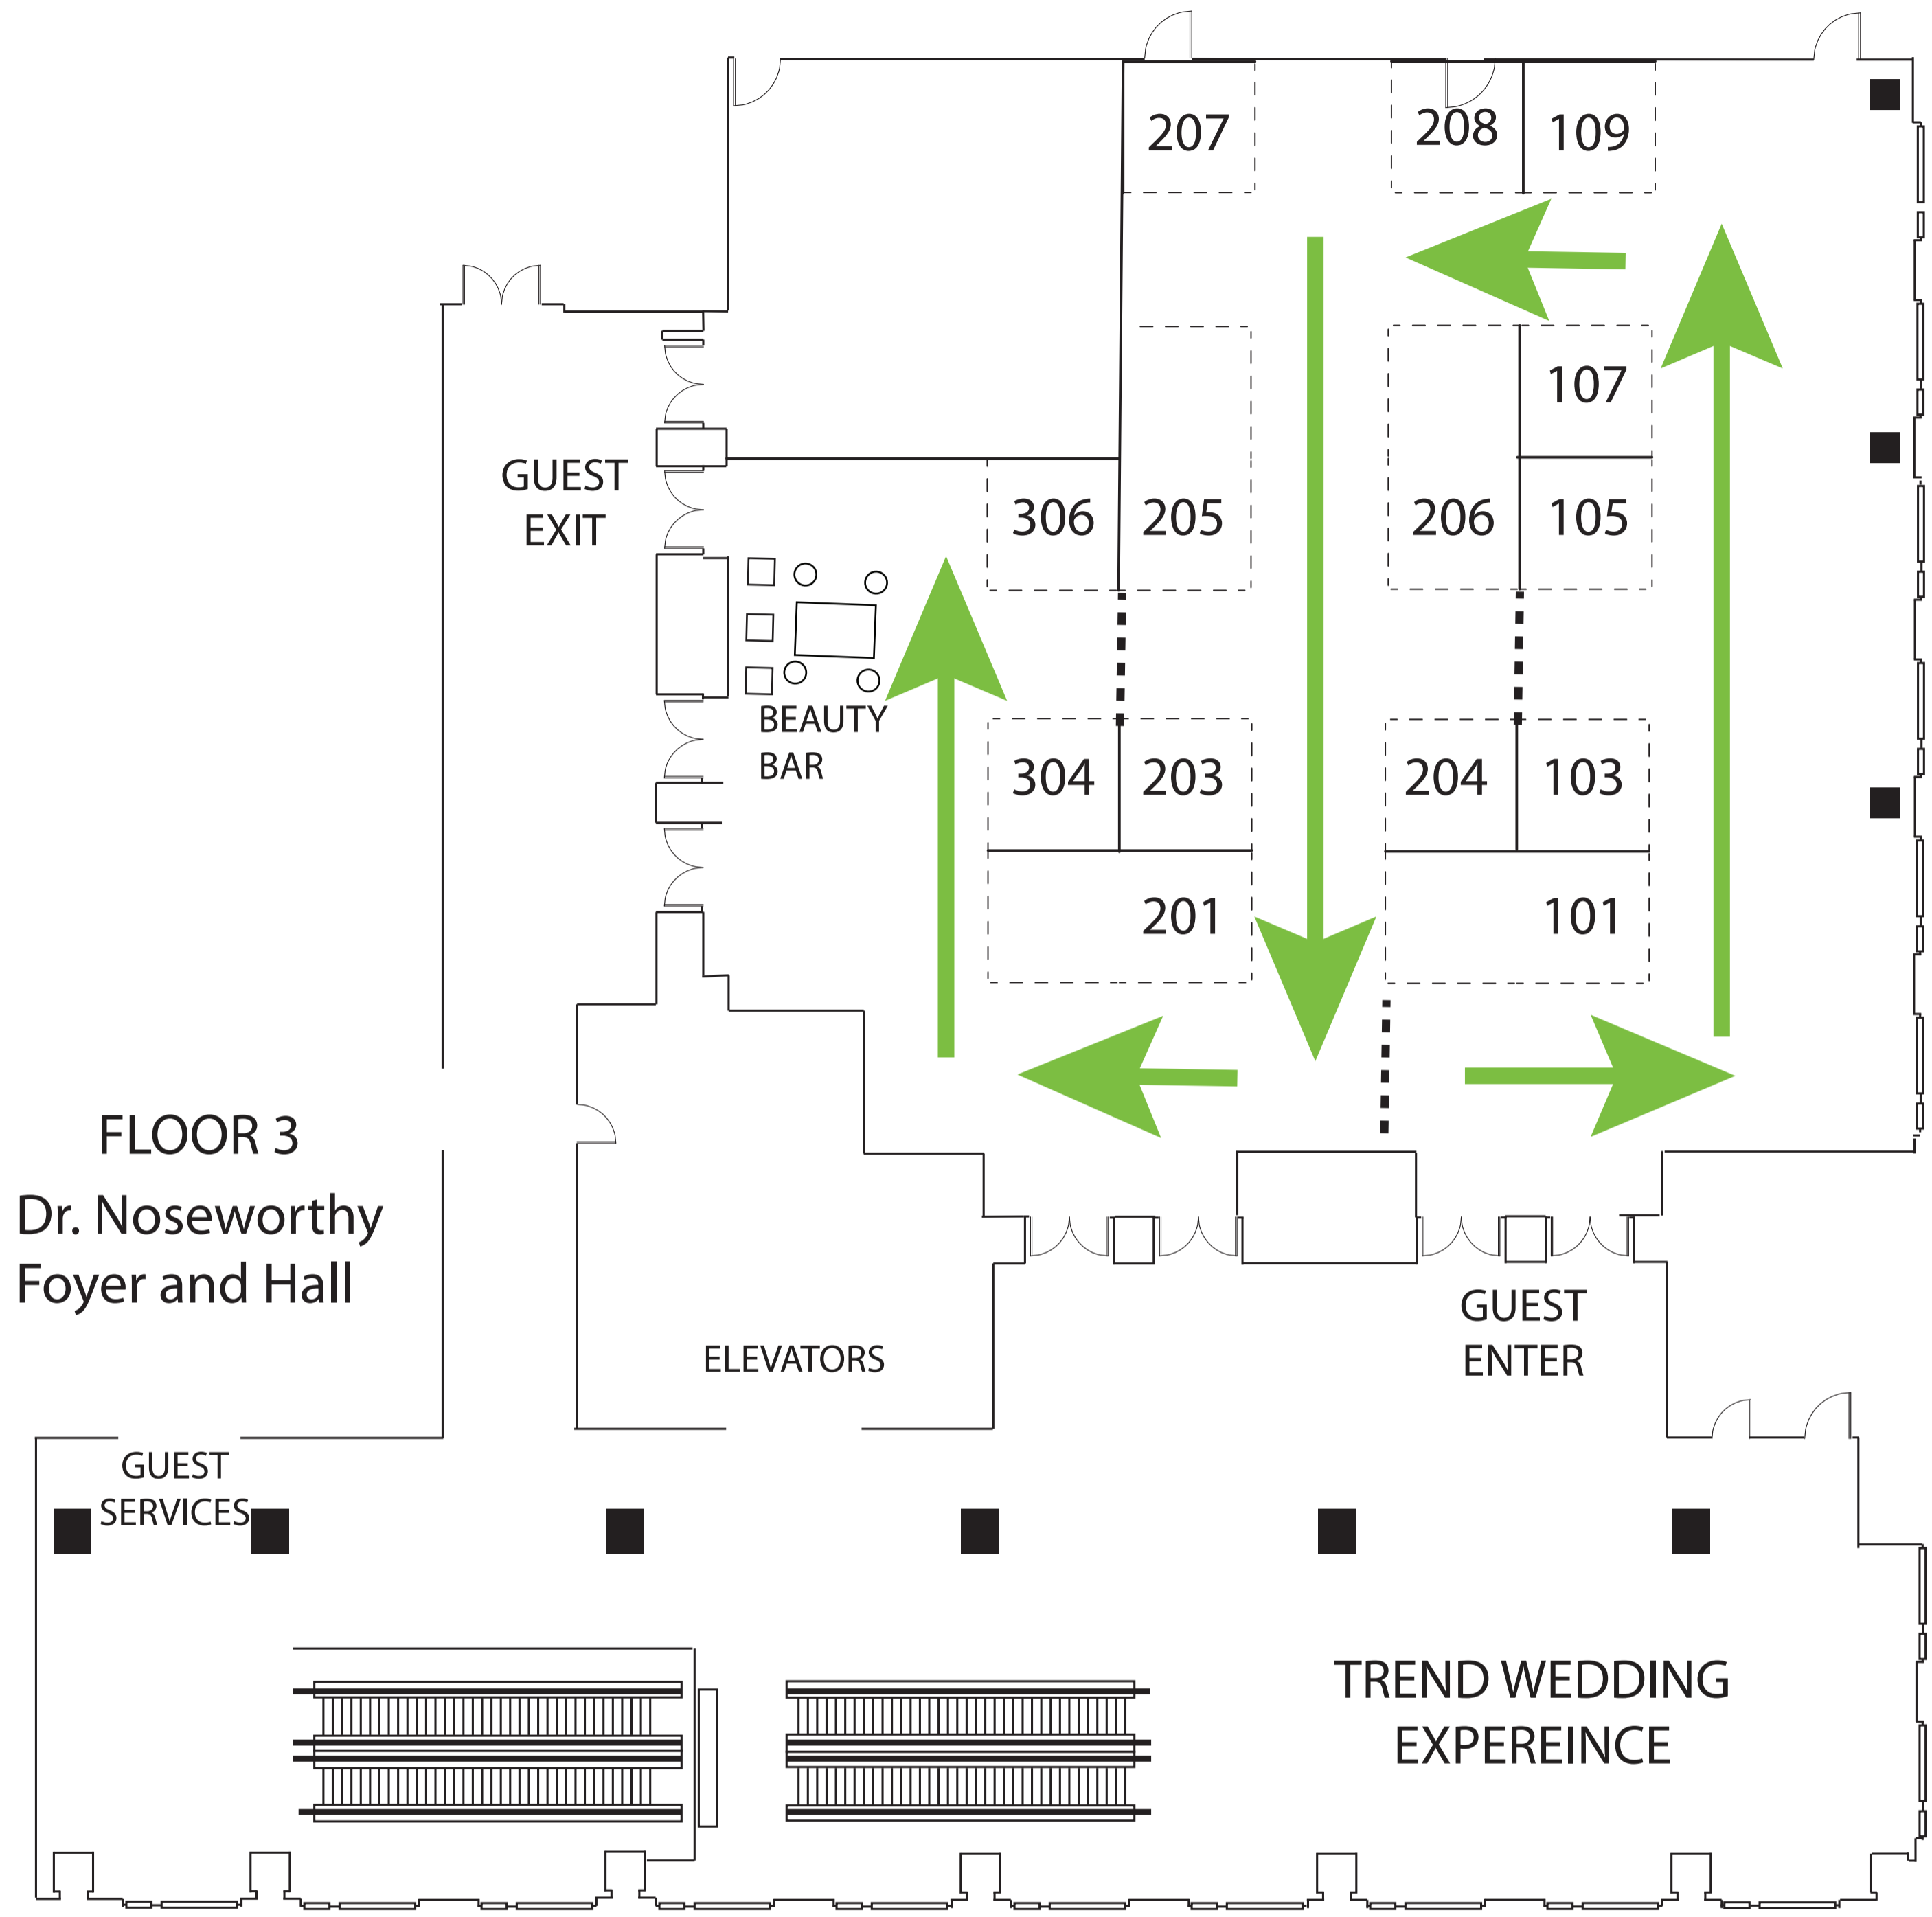 207
208
109
107
GUEST
EXIT
306
205
206
105
BEAUTY
BAR
304
203
204
103
201
101
FLOOR 3
Dr. Noseworthy
Foyer and Hall
GUEST
ENTER
ELEVATORS
GUEST
SERVICES
TREND WEDDING
EXPEREINCE